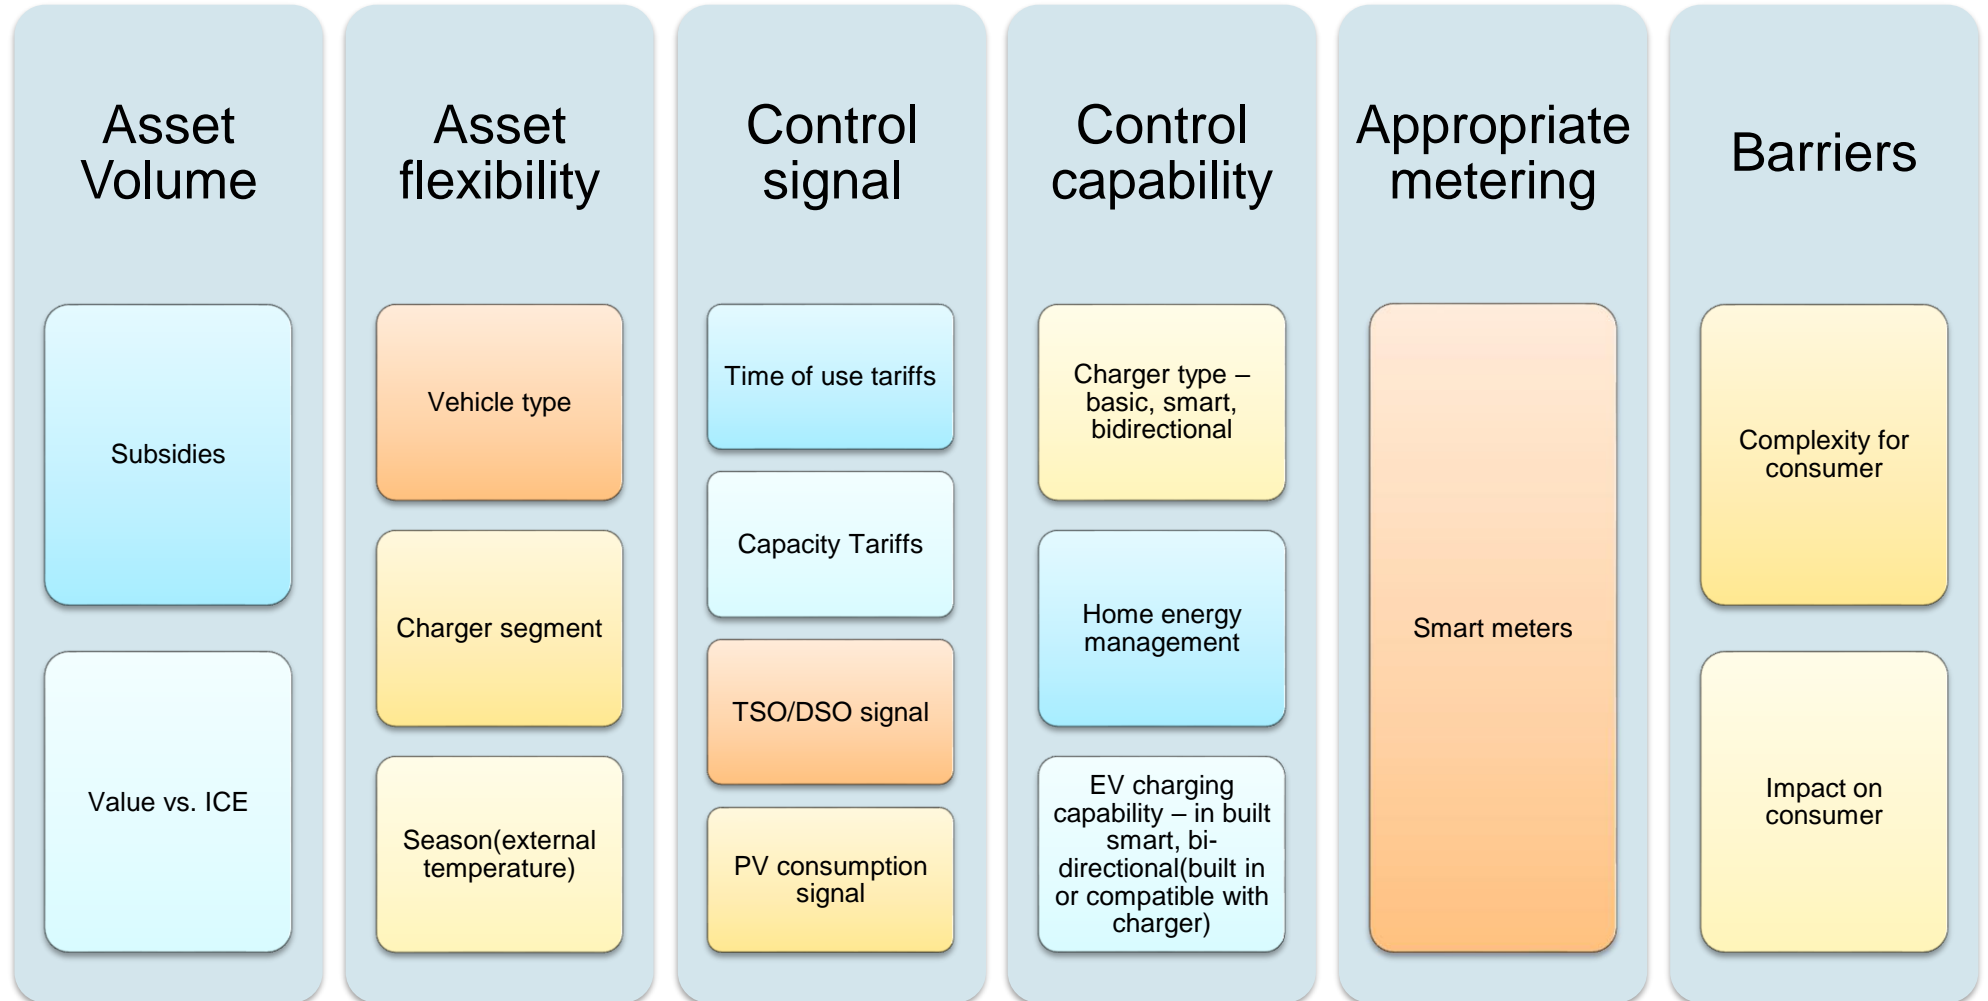 Asset
Volume
Subsidies
Value vs. ICE
Asset
flexibility
Vehicle type
Charger segment
Season(external
temperature)
Control
signal
Time of use tariffs
Capacity Tariffs
TSO/DSO signal
PV consumption
signal
Control
capability
Charger type –
basic, smart,
bidirectional
Home energy
management
EV charging
capability – in built
smart, bi-
directional(built in
or compatible with
charger)
Appropriate
metering
Smart meters
Barriers
Complexity for
consumer
Impact on
consumer